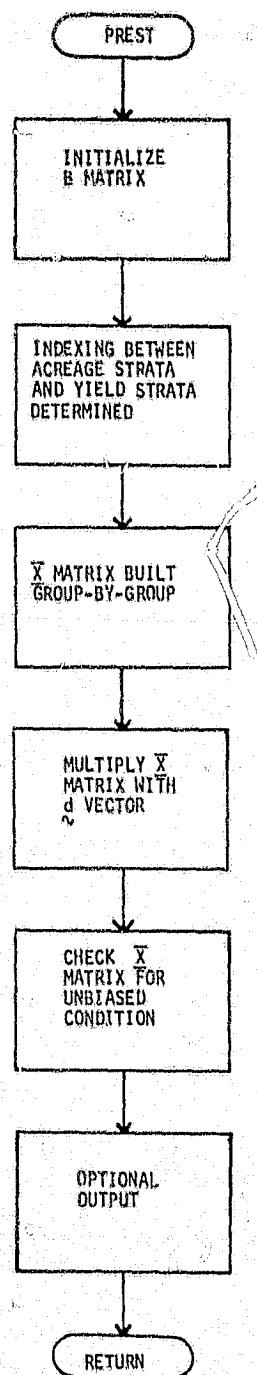 PREST
INITIALIZE
B MATRIX
INDEXING BETWEEN
ACREAGE STRATA
AND YIELD STRATA
DETERMINED
X̅ MATRIX BUILT
GROUP-BY-GROUP
MULTIPLY X̅
MATRIX WITH
d̰ VECTOR
CHECK X̅
MATRIX FOR
UNBIASED
CONDITION
OPTIONAL
OUTPUT
RETURN